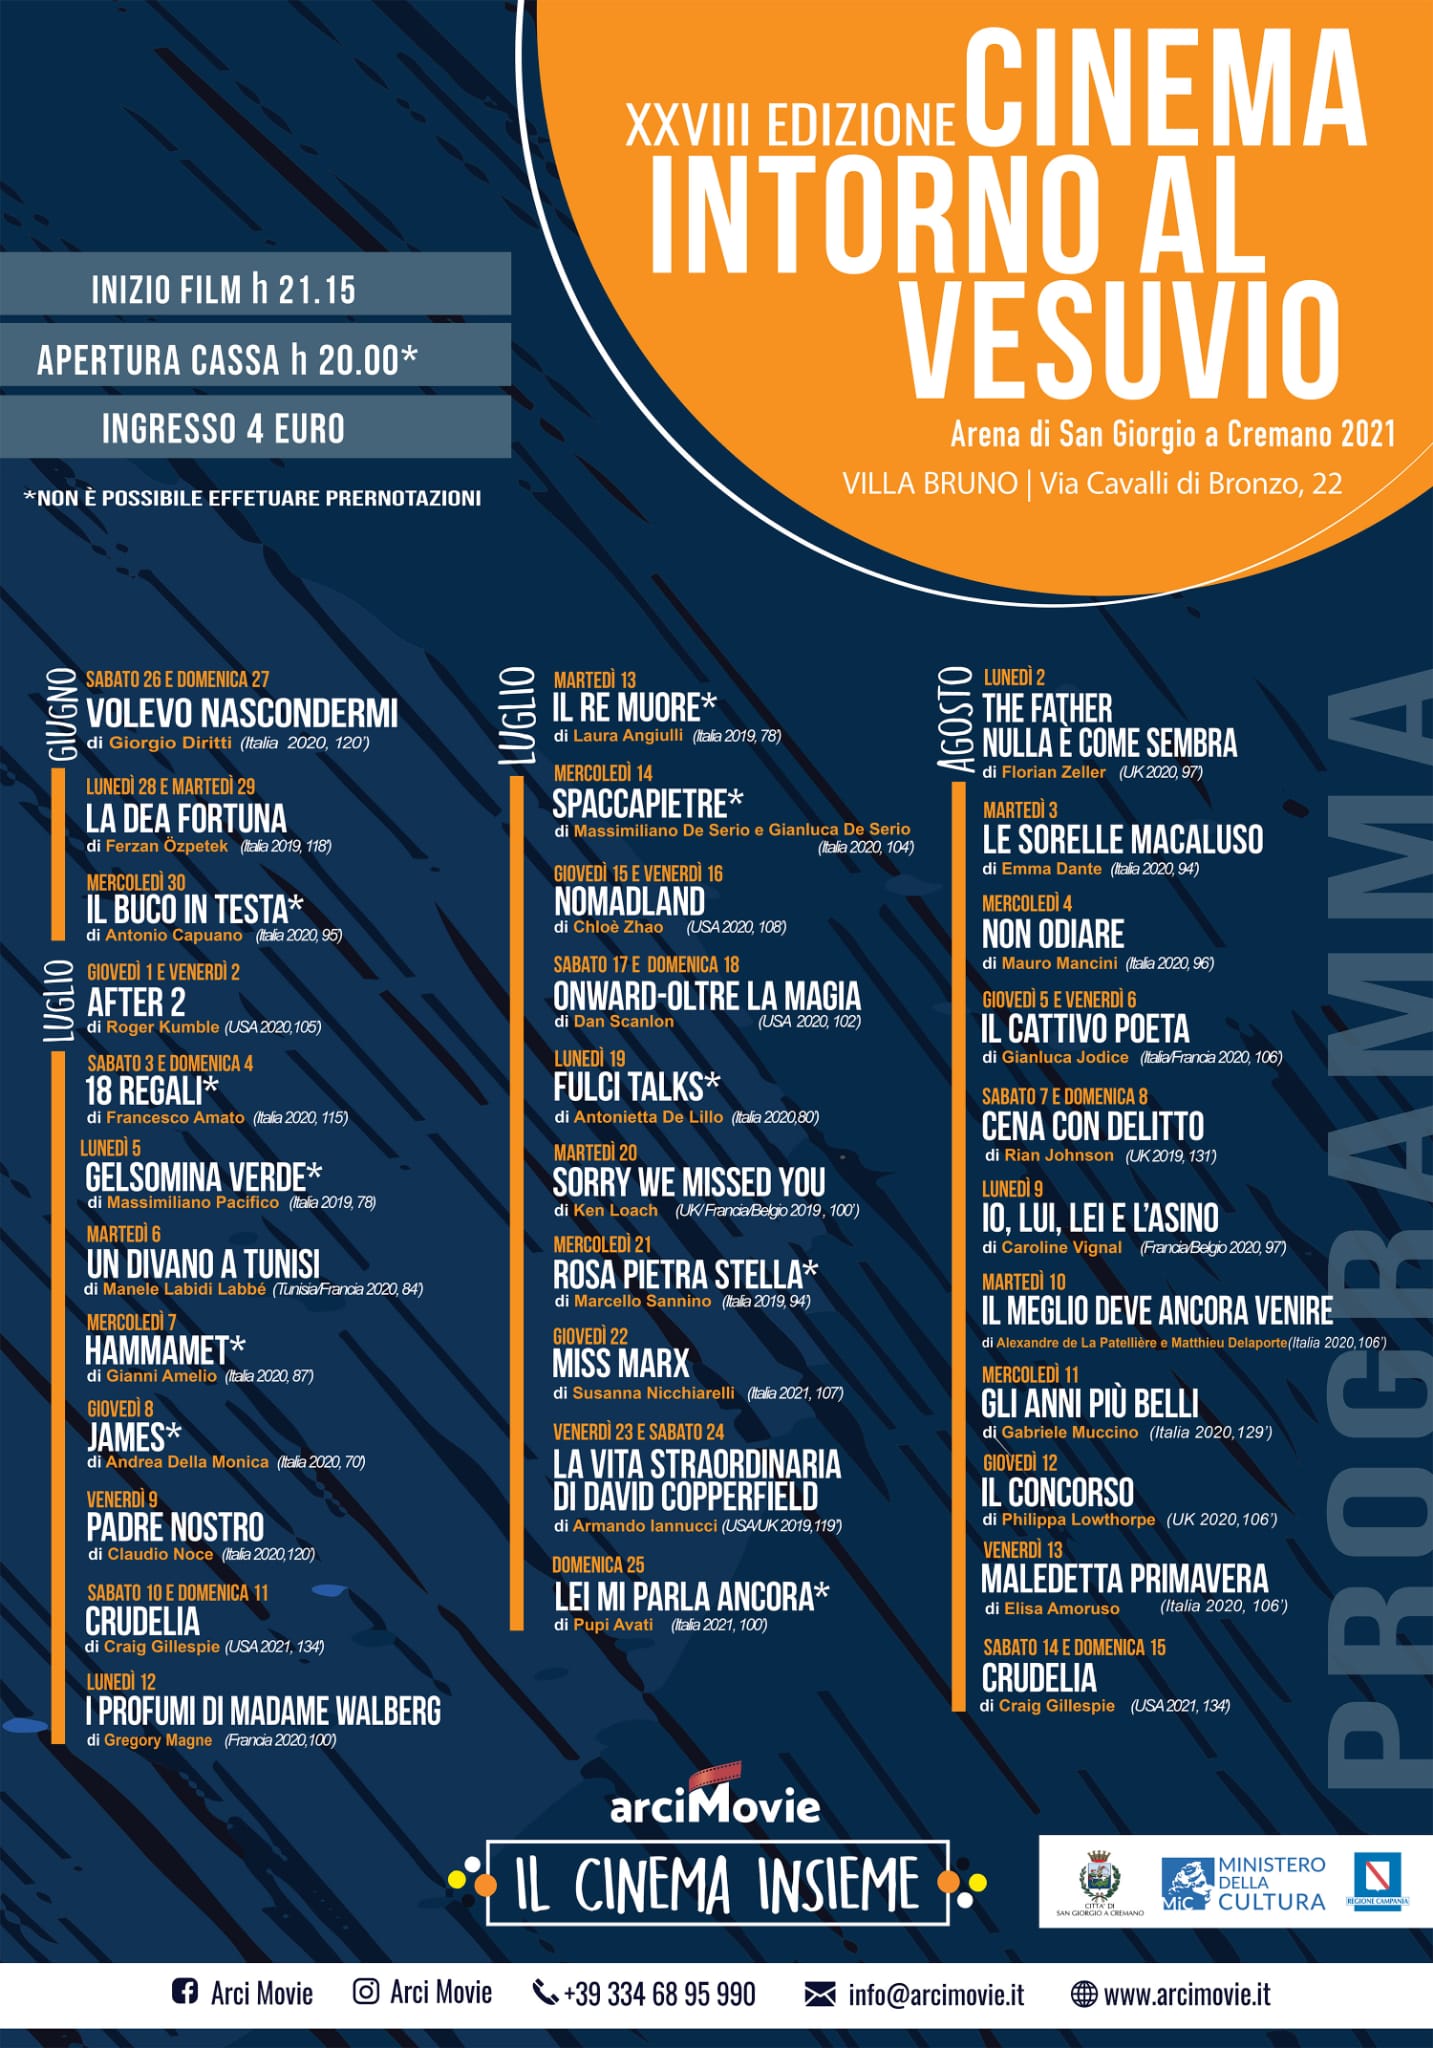 XXVIII EDIZIONE CINEMA
INTORNO AL
VESUVIO
Arena di San Giorgio a Cremano 2021
VILLA BRUNO | Via Cavalli di Bronzo, 22
INIZIO FILM h 21.15
APERTURA CASSA h 20.00*
INGRESSO 4 EURO
*NON È POSSIBILE EFFETUARE PRERNOTAZIONI
GIUGNO
SABATO 26 E DOMENICA 27
VOLEVO NASCONDERMI
di Giorgio Diritti (Italia 2020, 120')
LUNEDÌ 28 E MARTEDÌ 29
LA DEA FORTUNA
di Ferzan Özpetek (Italia 2019, 118')
MERCOLEDÌ 30
IL BUCO IN TESTA*
di Antonio Capuano (Italia 2020, 95')
LUGLIO
GIOVEDÌ 1 E VENERDÌ 2
AFTER 2
di Roger Kumble (USA 2020,105')
SABATO 3 E DOMENICA 4
18 REGALI*
di Francesco Amato (Italia 2020, 115')
LUNEDÌ 5
GELSOMINA VERDE*
di Massimiliano Pacifico (Italia 2019, 78)
MARTEDÌ 6
UN DIVANO A TUNISI
di Manele Labidi Labbé (Tunisia/Francia 2020, 84')
MERCOLEDÌ 7
HAMMAMET*
di Gianni Amelio (Italia 2020, 87')
GIOVEDÌ 8
JAMES*
di Andrea Della Monica (Italia 2020, 70')
VENERDÌ 9
PADRE NOSTRO
di Claudio Noce (Italia 2020,120')
SABATO 10 E DOMENICA 11
CRUDELIA
di Craig Gillespie (USA 2021, 134')
LUNEDÌ 12
I PROFUMI DI MADAME WALBERG
di Gregory Magne (Francia 2020,100')
LUGLIO
MARTEDÌ 13
IL RE MUORE*
di Laura Angiulli (Italia 2019, 78')
MERCOLEDÌ 14
SPACCAPIETRE*
di Massimiliano De Serio e Gianluca De Serio
(Italia 2020, 104')
GIOVEDÌ 15 E VENERDÌ 16
NOMADLAND
di Chloè Zhao (USA 2020, 108')
SABATO 17 E DOMENICA 18
ONWARD-OLTRE LA MAGIA
di Dan Scanlon (USA 2020, 102')
LUNEDÌ 19
FULCI TALKS*
di Antonietta De Lillo (Italia 2020,80')
MARTEDÌ 20
SORRY WE MISSED YOU
di Ken Loach (UK/ Francia/Belgio 2019 , 100')
MERCOLEDÌ 21
ROSA PIETRA STELLA*
di Marcello Sannino (Italia 2019, 94')
GIOVEDÌ 22
MISS MARX
di Susanna Nicchiarelli (Italia 2021, 107)
VENERDÌ 23 E SABATO 24
LA VITA STRAORDINARIA
DI DAVID COPPERFIELD
di Armando Iannucci (USA/UK 2019,119')
DOMENICA 25
LEI MI PARLA ANCORA*
di Pupi Avati (Italia 2021, 100')
AGOSTO
LUNEDÌ 2
THE FATHER
NULLA È COME SEMBRA
di Florian Zeller (UK 2020, 97')
MARTEDÌ 3
LE SORELLE MACALUSO
di Emma Dante (Italia 2020, 94')
MERCOLEDÌ 4
NON ODIARE
di Mauro Mancini (Italia 2020, 96')
GIOVEDÌ 5 E VENERDÌ 6
IL CATTIVO POETA
di Gianluca Jodice (Italia/Francia 2020, 106')
SABATO 7 E DOMENICA 8
CENA CON DELITTO
di Rian Johnson (UK 2019, 131')
LUNEDÌ 9
IO, LUI, LEI E L'ASINO
di Caroline Vignal (Francia/Belgio 2020, 97')
MARTEDÌ 10
IL MEGLIO DEVE ANCORA VENIRE
di Alexandre de La Patellière e Matthieu Delaporte(Italia 2020,106')
MERCOLEDÌ 11
GLI ANNI PIÙ BELLI
di Gabriele Muccino (Italia 2020,129')
GIOVEDÌ 12
IL CONCORSO
di Philippa Lowthorpe (UK 2020,106')
VENERDÌ 13
MALEDETTA PRIMAVERA
di Elisa Amoruso (Italia 2020, 106')
SABATO 14 E DOMENICA 15
CRUDELIA
di Craig Gillespie (USA 2021, 134')
PROGRAMMA
arciMovie
IL CINEMA INSIEME
CITTA' DI
SAN GIORGIO A CREMANO
MiC
MINISTERO
DELLA
CULTURA
REGIONE CAMPANIA
Arci Movie
Arci Movie
+39 334 68 95 990
info@arcimovie.it
www.arcimovie.it